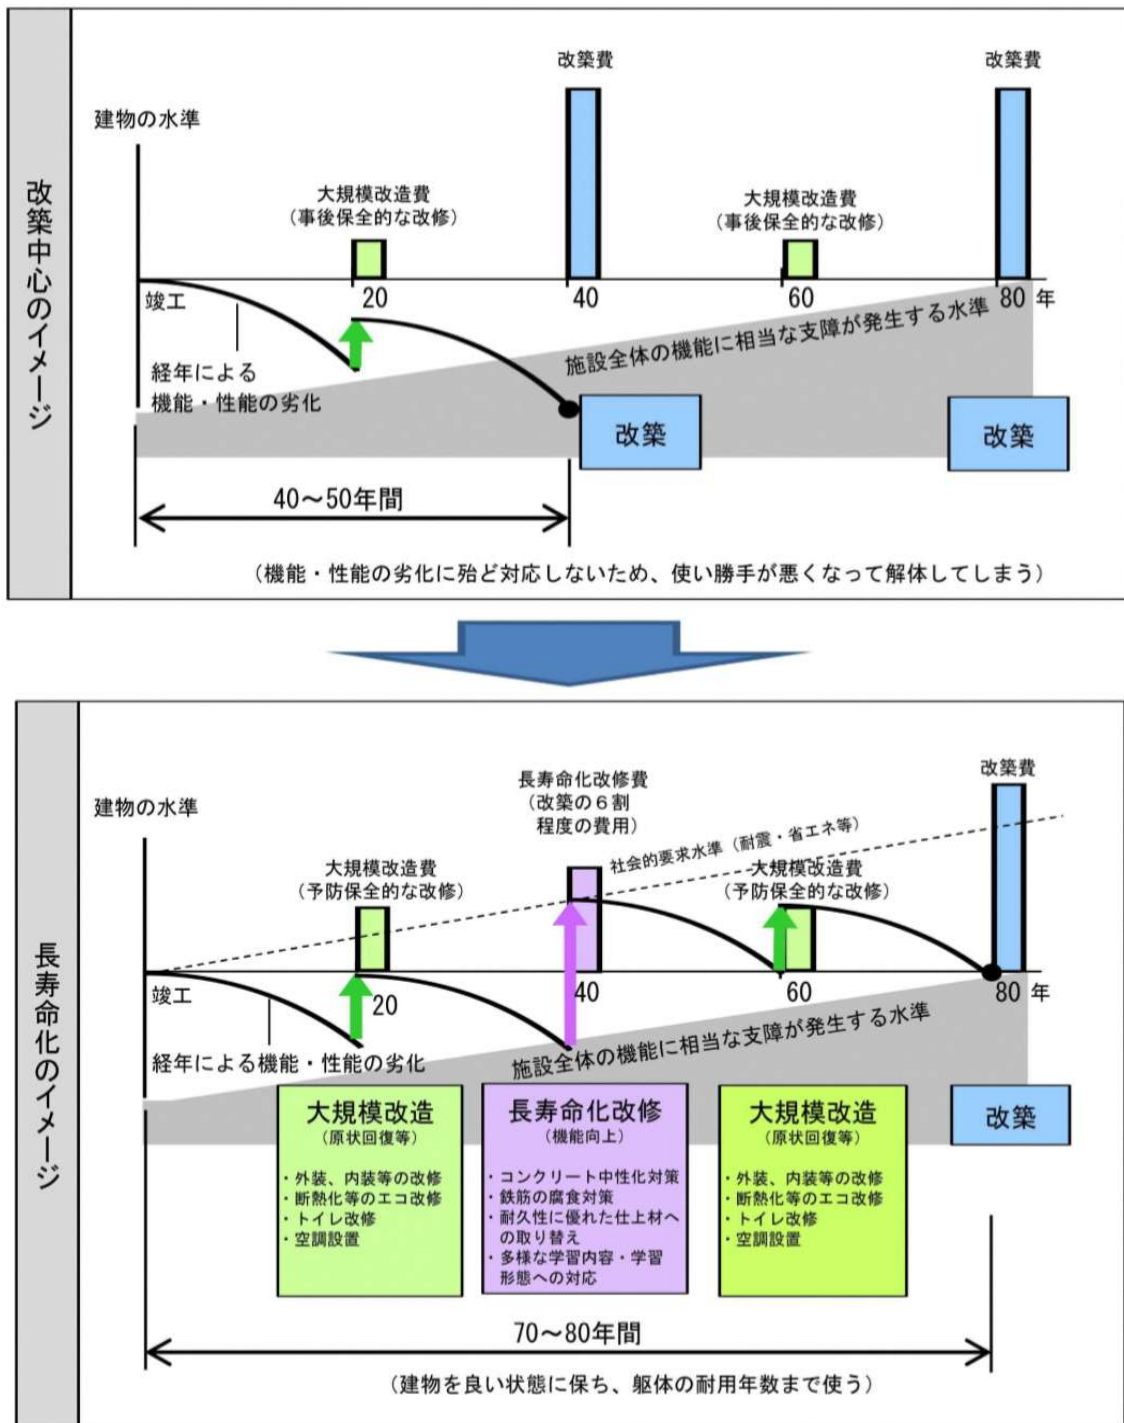 改築中心のイメージ
改築費
改築費
建物の水準
大規模改造費
(事後保全的な改修)
大規模改造費
(事後保全的な改修)
竣工
20
40
60
80 年
経年による
機能・性能の劣化
施設全体の機能に相当な支障が発生する水準
改築
改築
40～50年間
(機能・性能の劣化に殆ど対応しないため、使い勝手が悪くなって解体してしまう)
長寿命化のイメージ
建物の水準
長寿命化改修費
(改築の6割
程度の費用)
改築費
社会的要求水準(耐震・省エネ等)
大規模改造費
(予防保全的な改修)
大規模改造費
(予防保全的な改修)
竣工
20
40
60
80 年
経年による機能・性能の劣化
施設全体の機能に相当な支障が発生する水準
大規模改造
(原状回復等)
・外装、内装等の改修
・断熱化等のエコ改修
・トイレ改修
・空調設置
長寿命化改修
(機能向上)
・コンクリート中性化対策
・鉄筋の腐食対策
・耐久性に優れた仕上材へ
の取り替え
・多様な学習内容・学習
形態への対応
大規模改造
(原状回復等)
・外装、内装等の改修
・断熱化等のエコ改修
・トイレ改修
・空調設置
改築
70～80年間
(建物を良い状態に保ち、躯体の耐用年数まで使う)